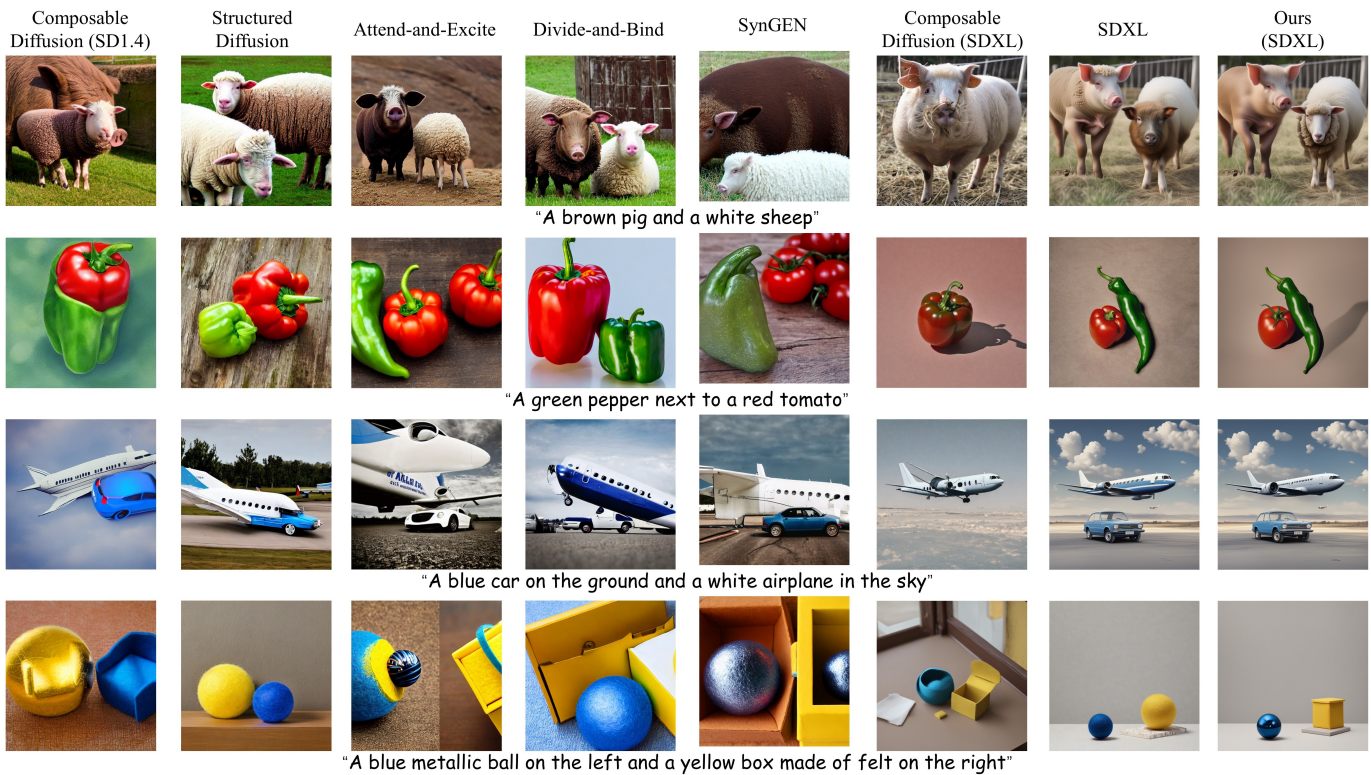 Composable
Diffusion (SD1.4)
Structured
Diffusion
Attend-and-Excite
Divide-and-Bind
SynGEN
Composable
Diffusion (SDXL)
SDXL
Ours
(SDXL)
“A brown pig and a white sheep”
“A green pepper next to a red tomato”
“A blue car on the ground and a white airplane in the sky”
“A blue metallic ball on the left and a yellow box made of felt on the right”